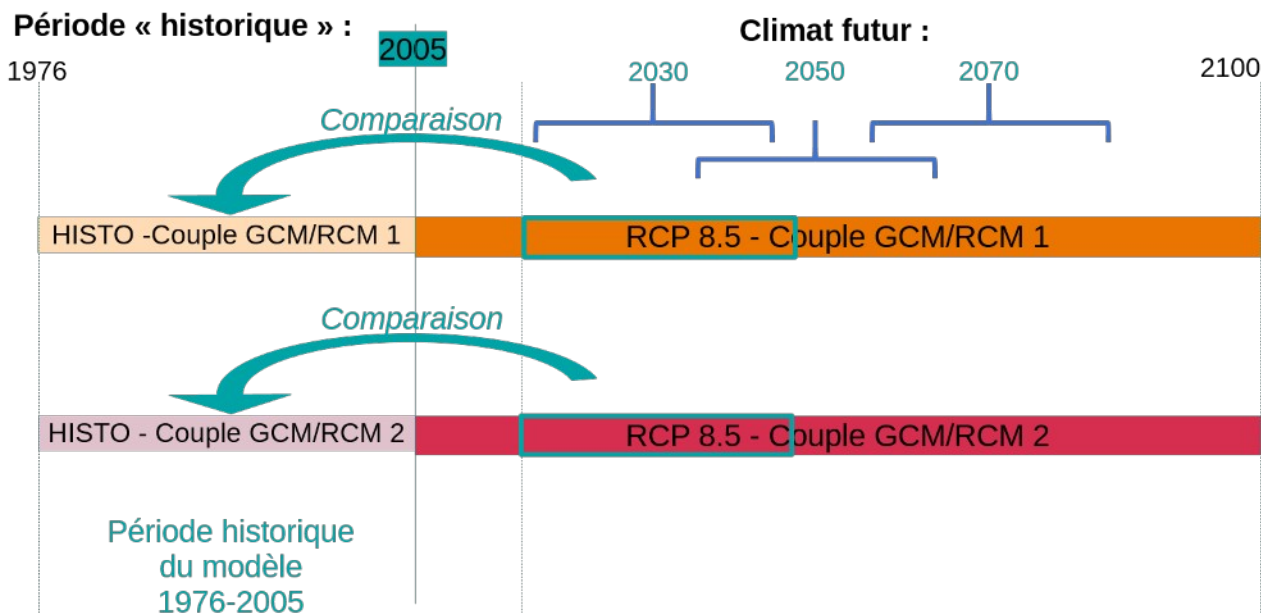 Période « historique » :
Climat futur :
2005
1976
2030
2050
2070
2100
Comparaison
HISTO -Couple GCM/RCM 1
RCP 8.5 - Couple GCM/RCM 1
Comparaison
HISTO - Couple GCM/RCM 2
RCP 8.5 - Couple GCM/RCM 2
Période historique
du modèle
1976-2005